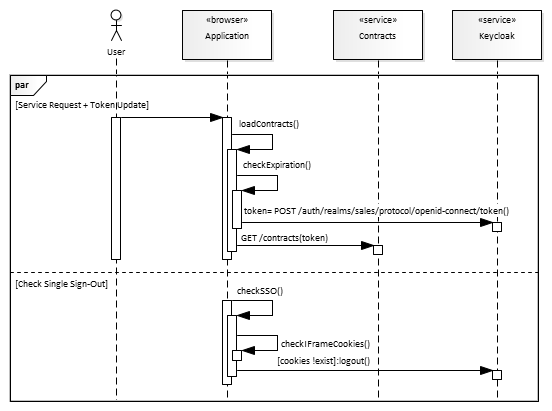 «browser»
«service»
«service»
Application
Contracts
Keycloak
User
par
[Service Request + Token Update]
loadContracts()
checkExpiration()
token= POST /auth/realms/sales/protocol/openid-connect/token()
GET /contracts(token)
[Check Single Sign-Out]
checkSSO()
checkIFrameCookies()
[cookies !exist]:logout()